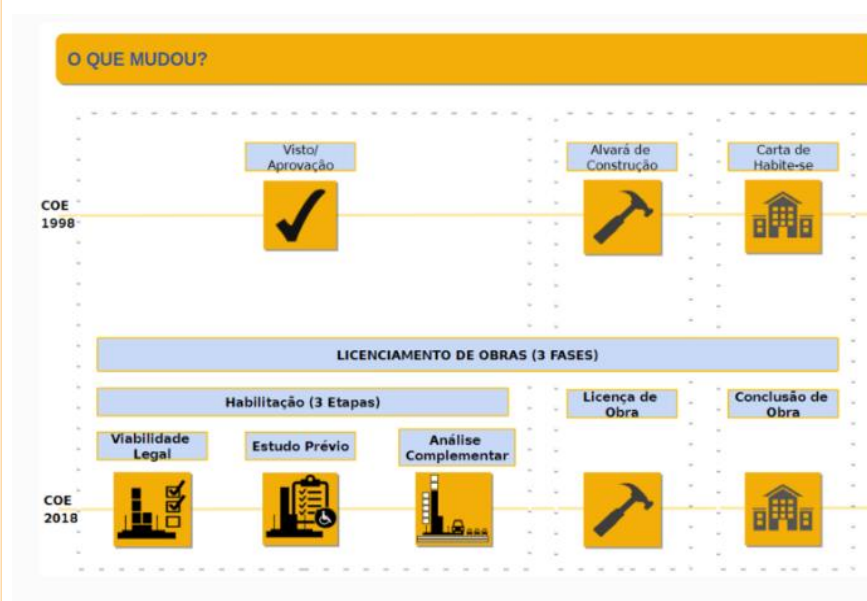 O QUE MUDOU?
Visto/
Aprovação
Alvará de
Construção
Carta de
Habite-se
COE
1998
LICENCIAMENTO DE OBRAS (3 FASES)
Habilitação (3 Etapas)
Licença de
Obra
Conclusão de
Obra
Viabilidade
Legal
Estudo Prévio
Análise
Complementar
COE
2018